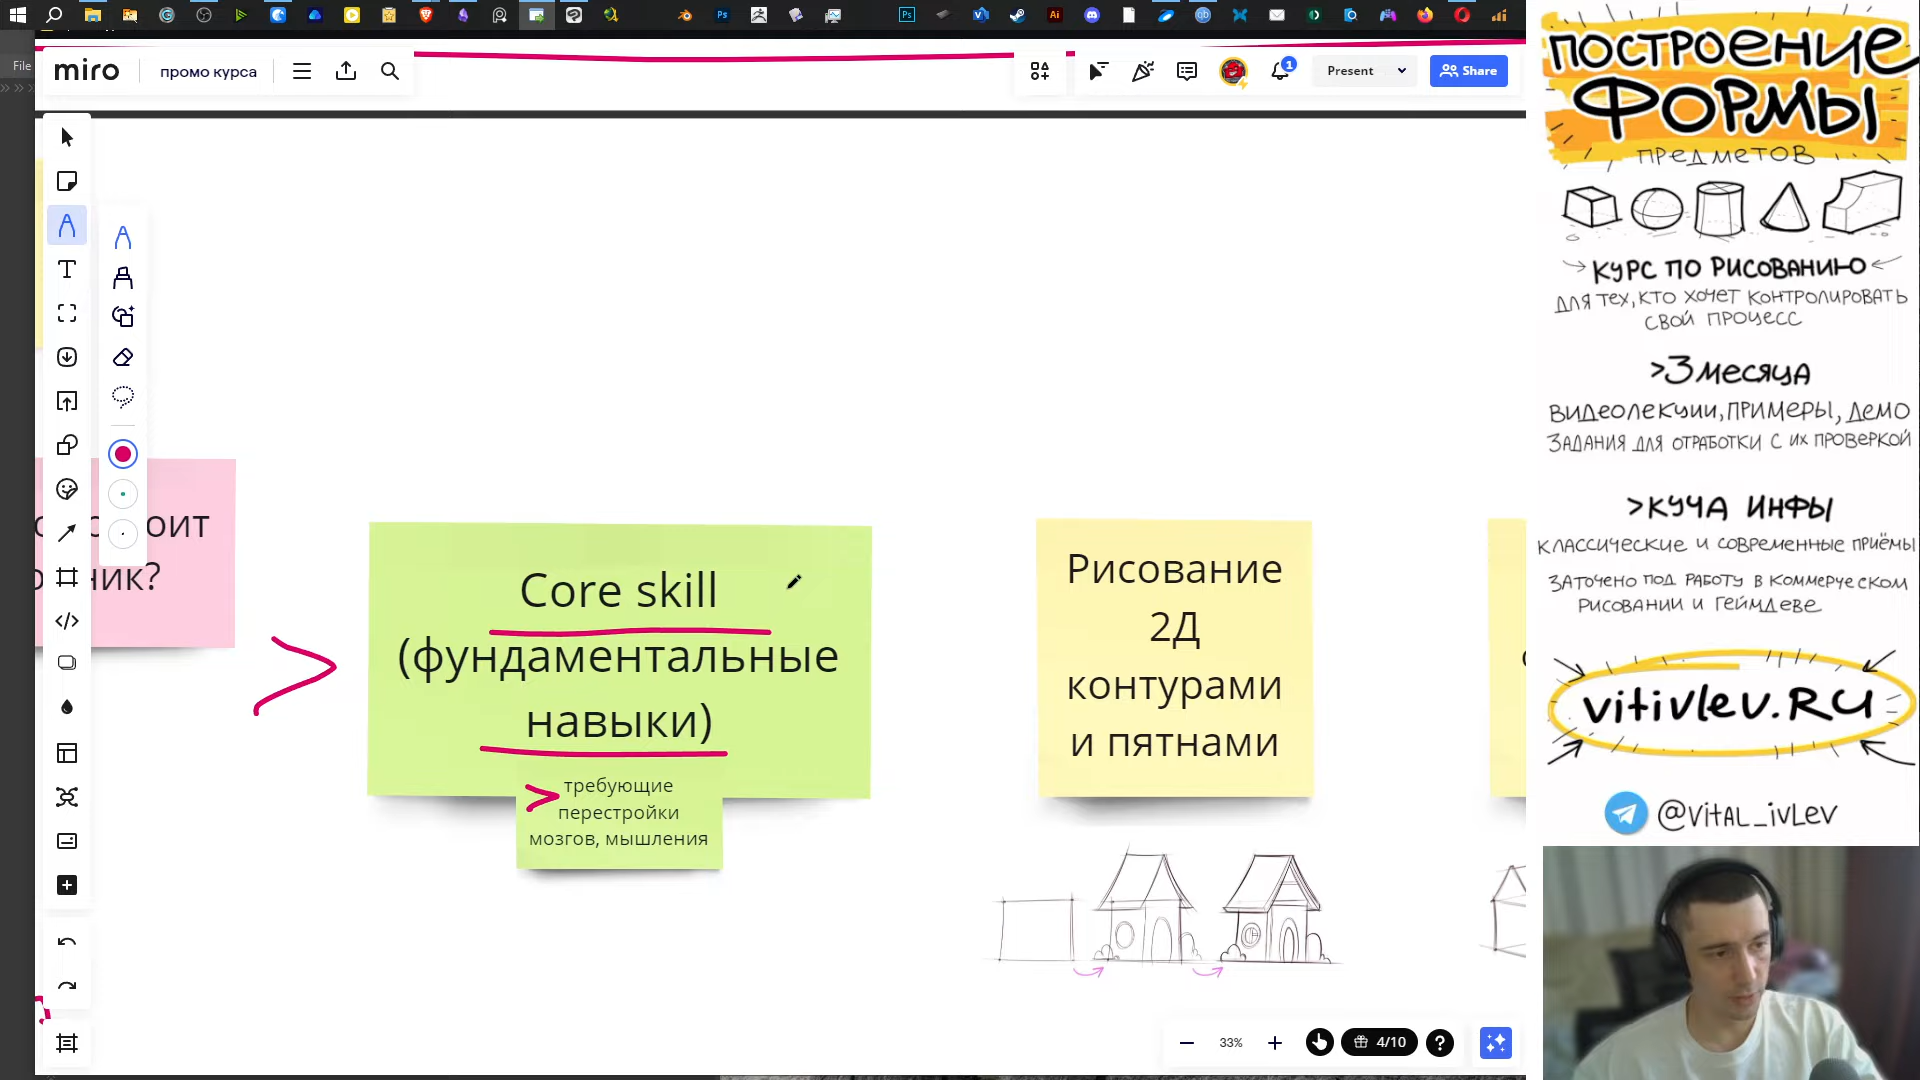 File
miro
промо курса
1
Present
Share
оит
ник?
Core skill
(фундаментальные
навыки)
требующие
перестройки
мозгов, мышления
Рисование
2Д
контурами
и пятнами
33%
4/10
?
ПОСТРОЕНИЕ
ФОРМЫ
ПРЕДМЕТОВ
КУРС ПО РИСОВАНИЮ
ДЛЯ ТЕХ, КТО ХОЧЕТ КОНТРОЛИРОВАТЬ
СВОЙ ПРОЦЕСС
>3 месяца
ВИДЕОЛЕКЦИИ, ПРИМЕРЫ, ДЕМО
ЗАДАНИЯ ДЛЯ ОТРАБОТКИ С ИХ ПРОВЕРКОЙ
>КУЧА ИНФЫ
КЛАССИЧЕСКИЕ И СОВРЕМЕННЫЕ ПРИЁМЫ
ЗАТОЧЕНО ПОД РАБОТУ В КОММЕРЧЕСКОМ
РИСОВАНИИ И ГЕЙМДЕВЕ
vitivlev.RU
@VITAL_ivLev